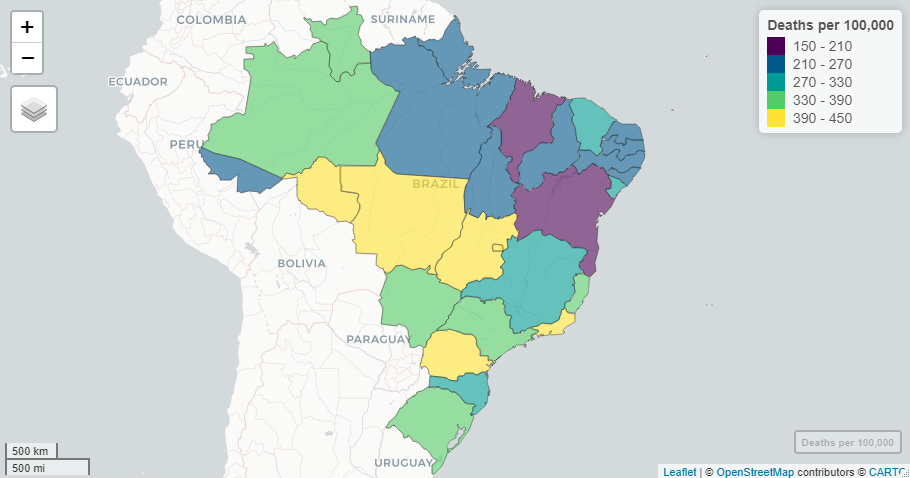 +
−
COLOMBIA
SURINAME
ECUADOR
PERU
BRAZIL
BOLIVIA
PARAGUAY
URUGUAY
Deaths per 100,000
150 - 210
210 - 270
270 - 330
330 - 390
390 - 450
500 km
500 mi
Deaths per 100,000
Leaflet | © OpenStreetMap contributors © CARTO